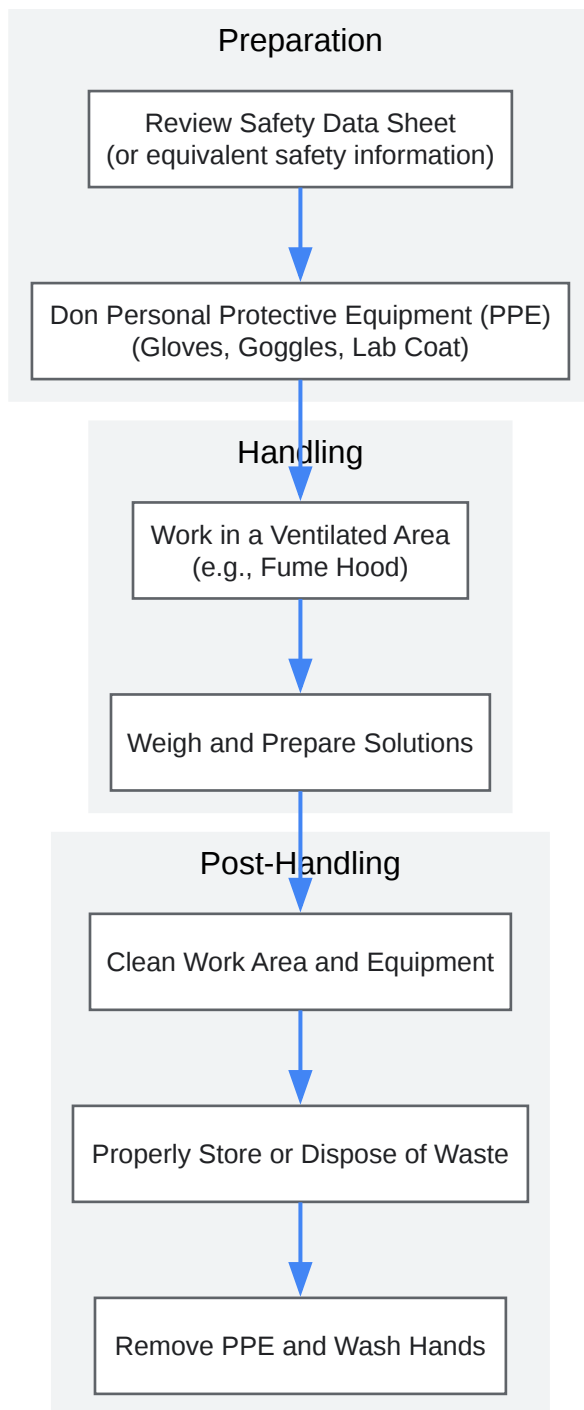 Preparation
Review Safety Data Sheet
(or equivalent safety information)
Don Personal Protective Equipment (PPE)
(Gloves, Goggles, Lab Coat)
Handling
Work in a Ventilated Area
(e.g., Fume Hood)
Weigh and Prepare Solutions
Post-Handling
Clean Work Area and Equipment
Properly Store or Dispose of Waste
Remove PPE and Wash Hands